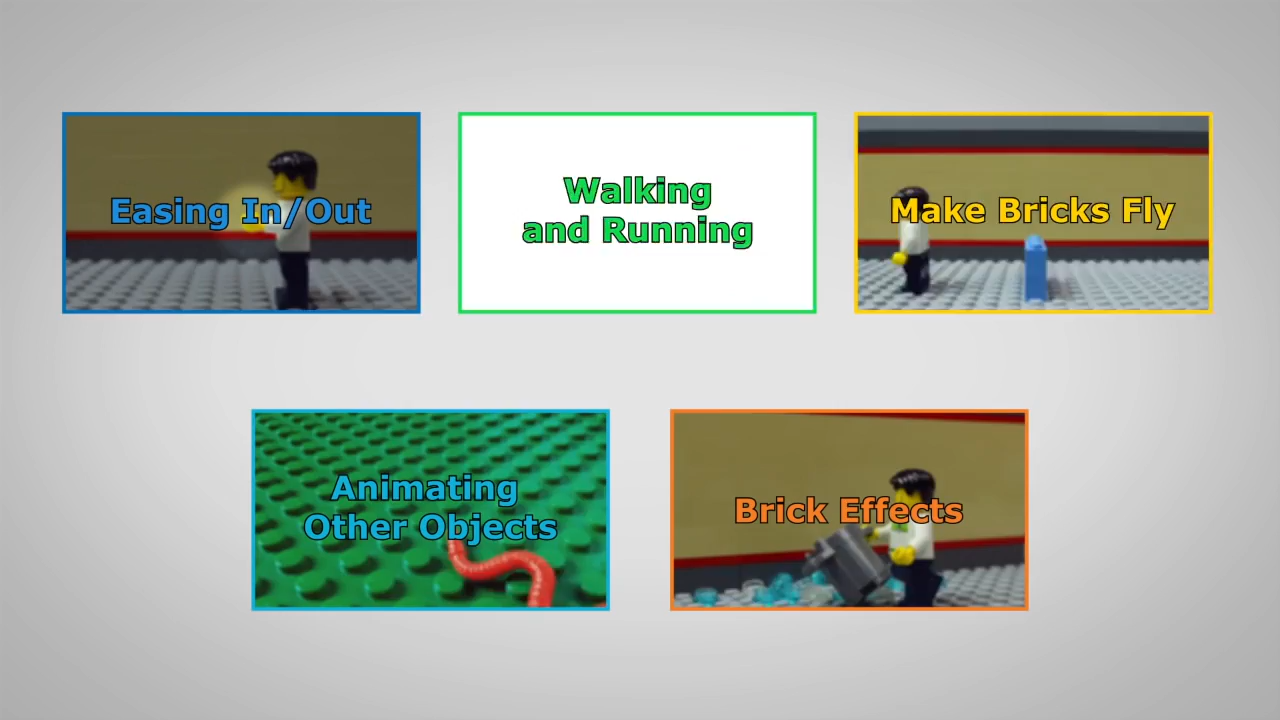 Easing In/Out
Walking
and Running
Make Bricks Fly
Animating
Other Objects
Brick Effects